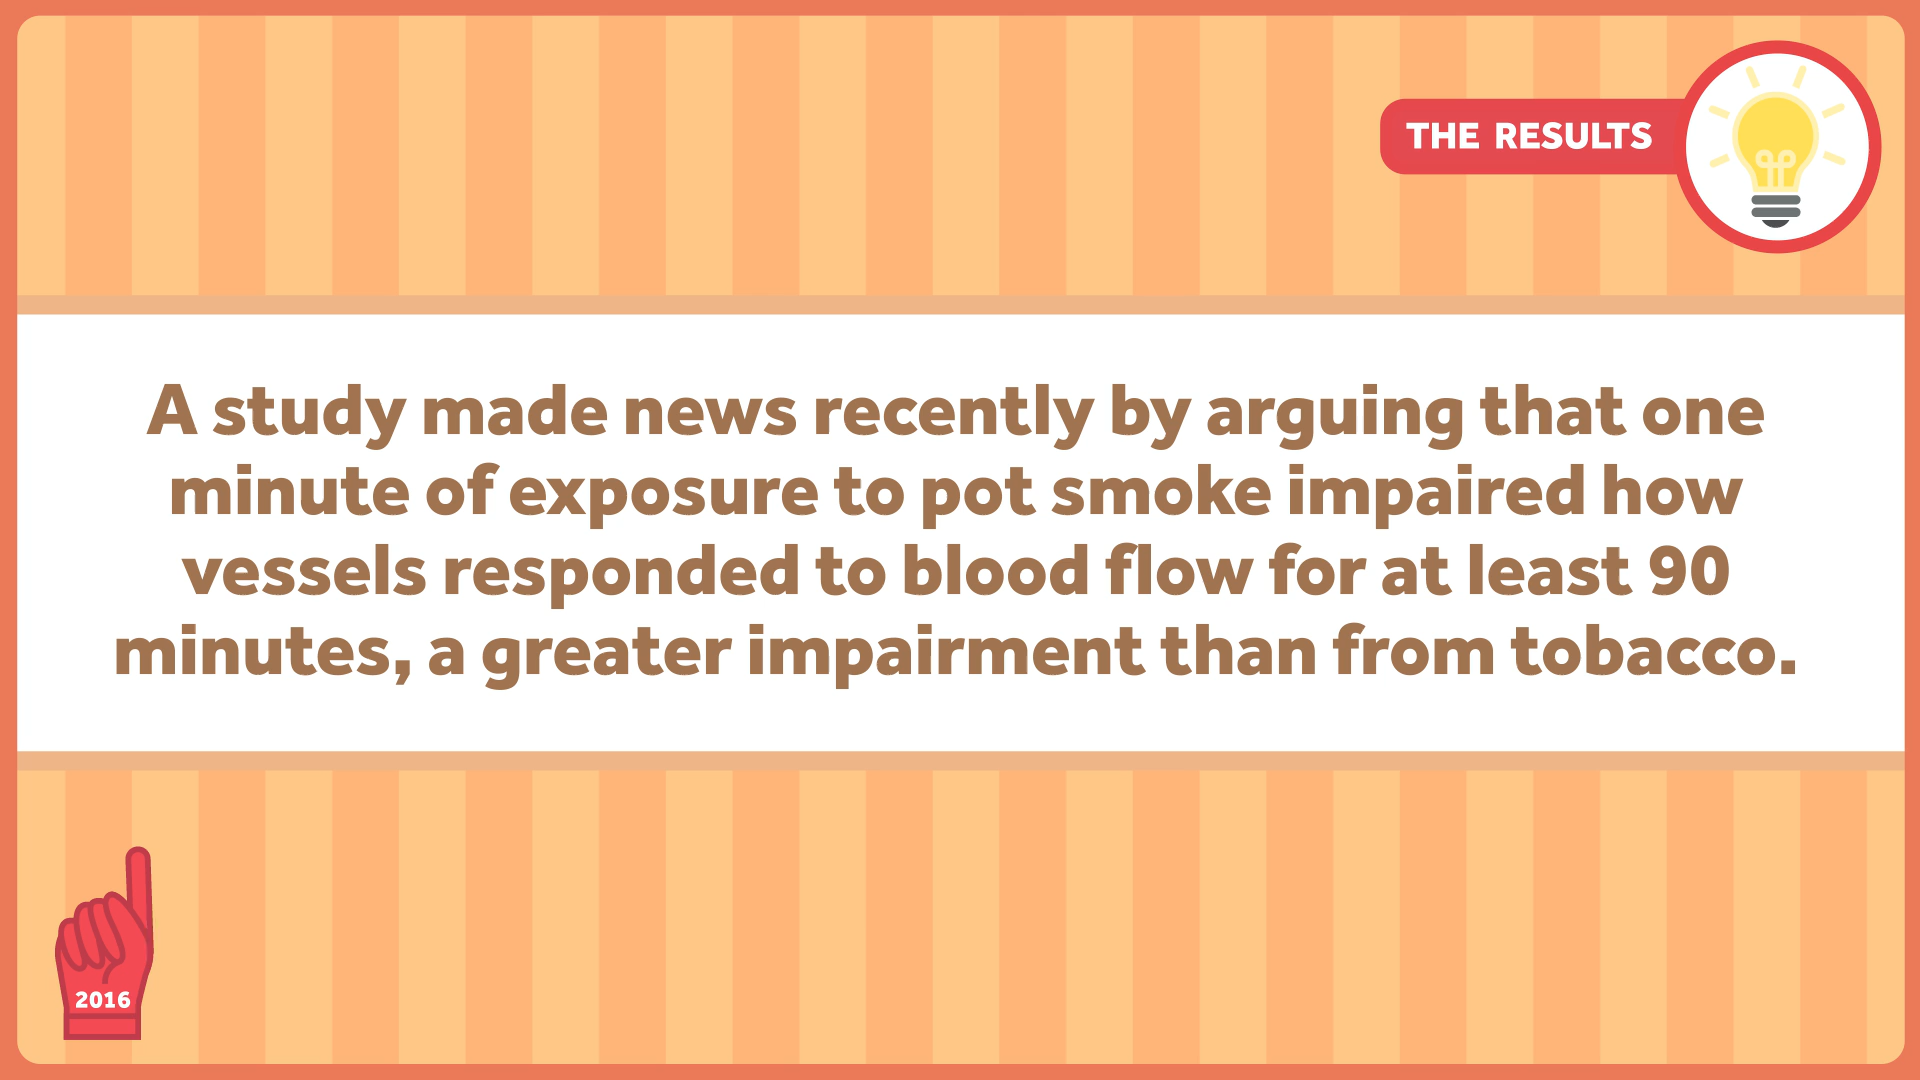 THE RESULTS
A study made news recently by arguing that one
minute of exposure to pot smoke impaired how
vessels responded to blood flow for at least 90
minutes, a greater impairment than from tobacco.
2016